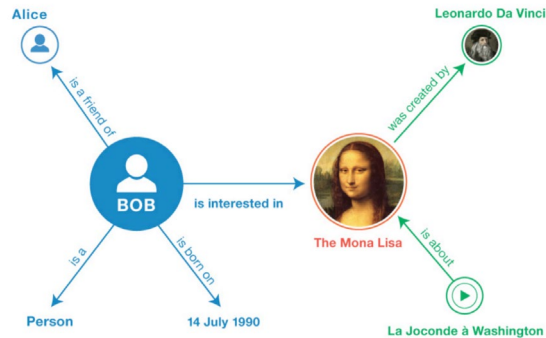 Alice
Leonardo Da Vinci
is a friend of
was created by
BOB
is interested in
The Mona Lisa
is a
is born on
is about
Person
14 July 1990
La Joconde à Washington